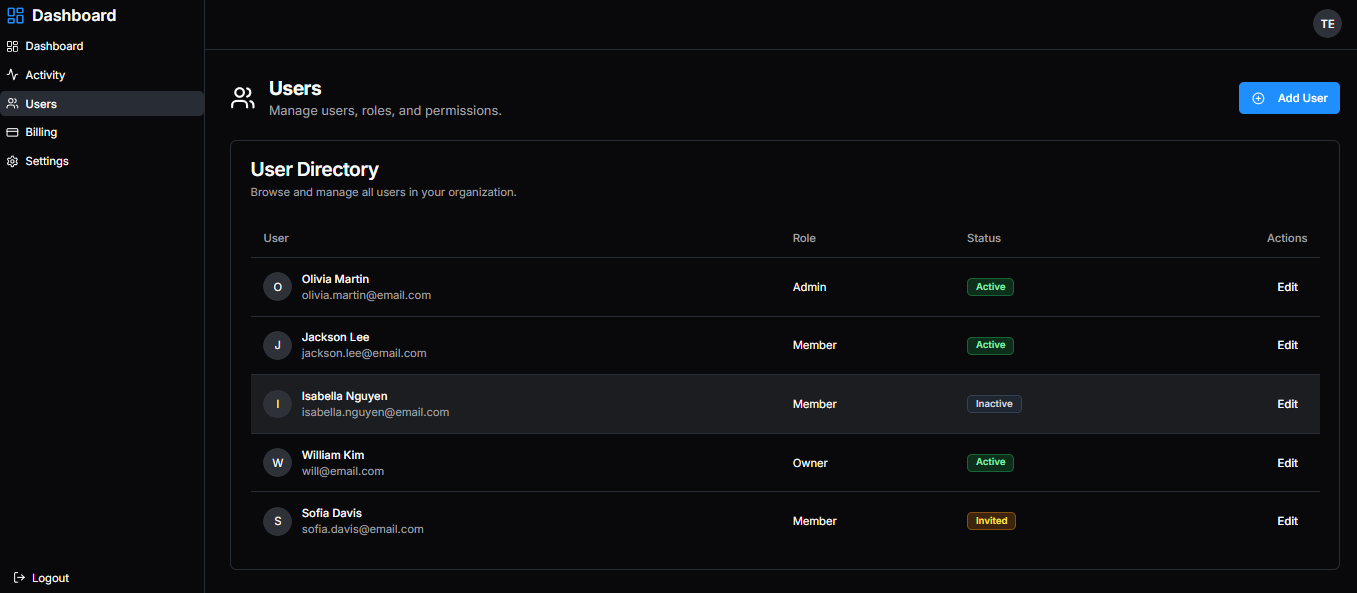 Dashboard
Dashboard
Activity
Users
Billing
Settings
Logout
TE
Users
Manage users, roles, and permissions.
Add User
User Directory
Browse and manage all users in your organization.
User Role Status Actions
O Olivia Martin Admin Active Edit
olivia.martin@email.com
J Jackson Lee Member Active Edit
jackson.lee@email.com
I Isabella Nguyen Member Inactive Edit
isabella.nguyen@email.com
W William Kim Owner Active Edit
will@email.com
S Sofia Davis Member Invited Edit
sofia.davis@email.com